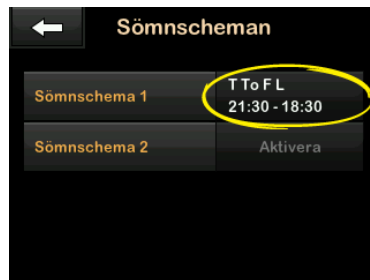 Sömnscheman
Sömnschema 1
T To F L
21:30 - 18:30
Sömnschema 2
Aktivera